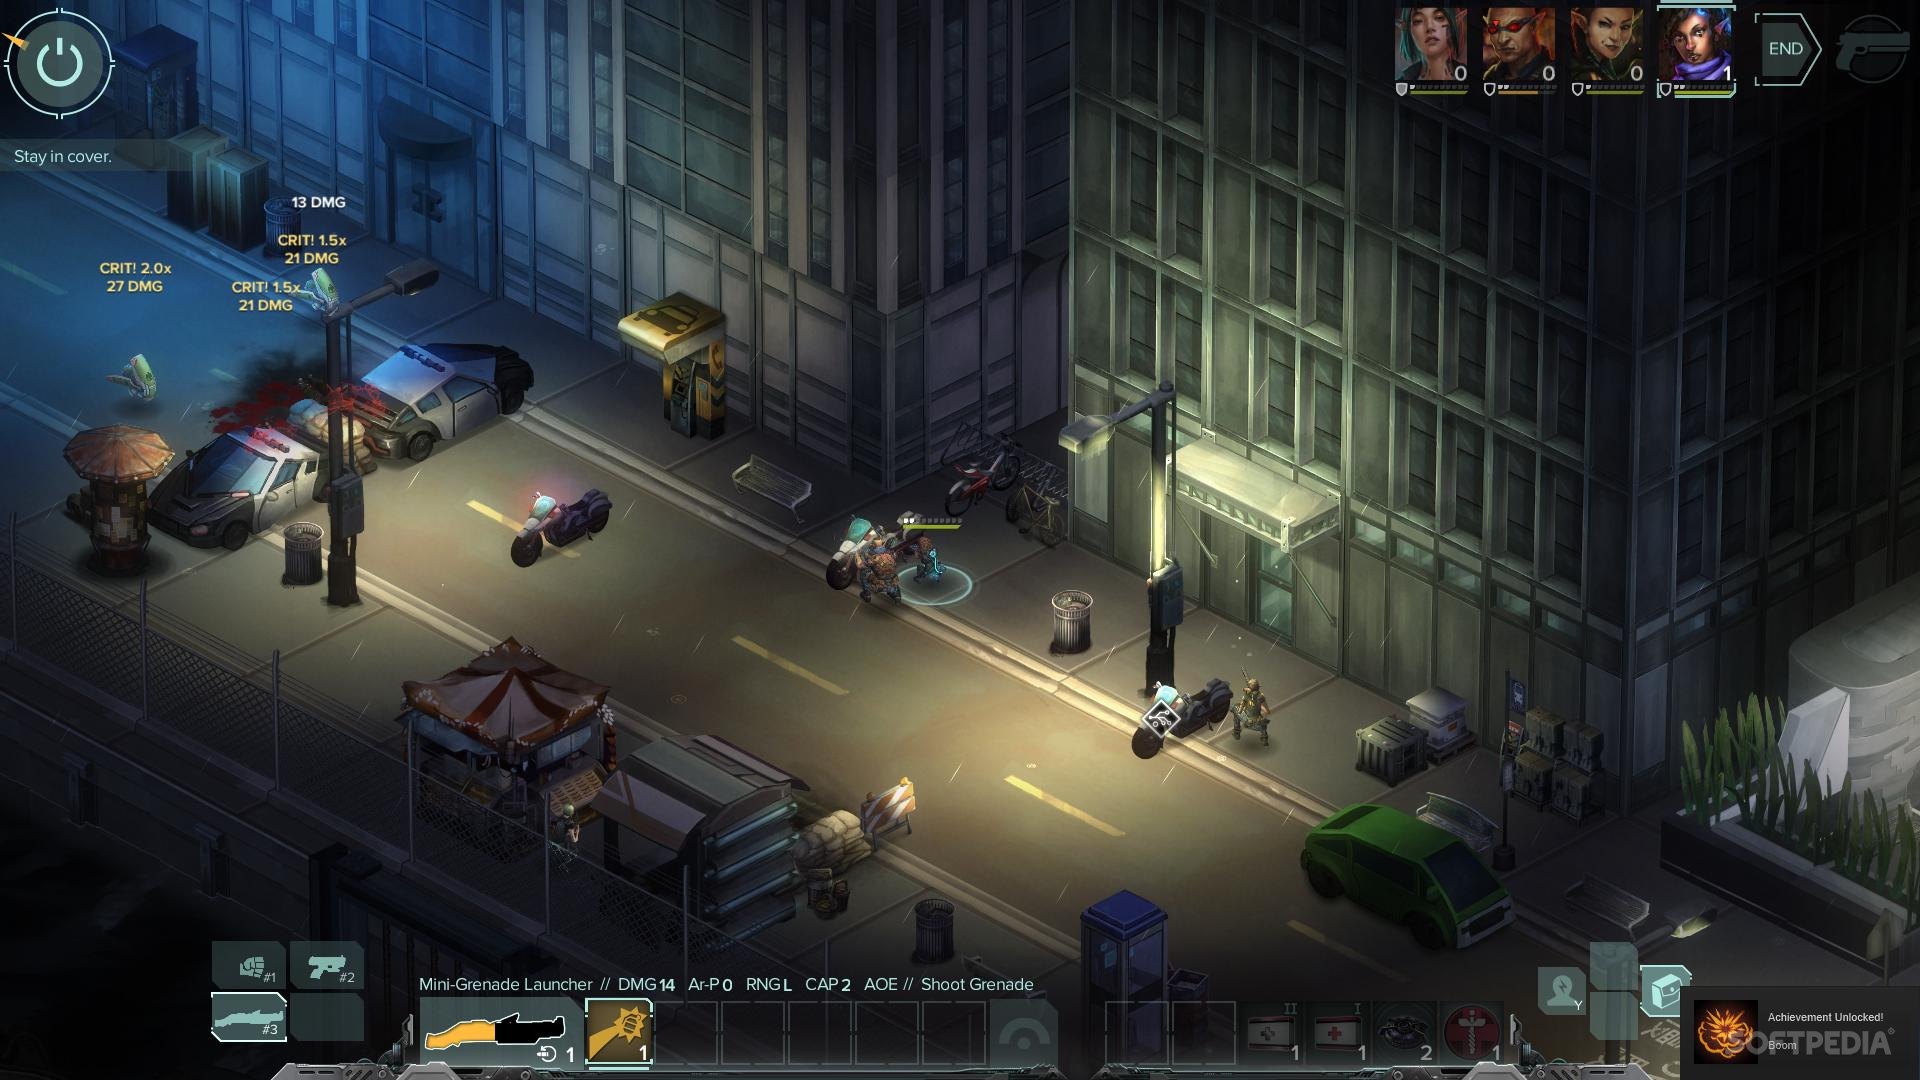 0
0
0
1
END
Stay in cover.
13 DMG
CRIT! 1.5x
21 DMG
CRIT! 2.0x
27 DMG
CRIT! 1.5x
21 DMG
#1
#2
#3
Mini-Grenade Launcher // DMG 14 Ar-P 0 RNG L CAP 2 AOE // Shoot Grenade
1
1
II
1
I
1
2
1
Y
Achievement Unlocked!
Boom
SOFTPEDIA®